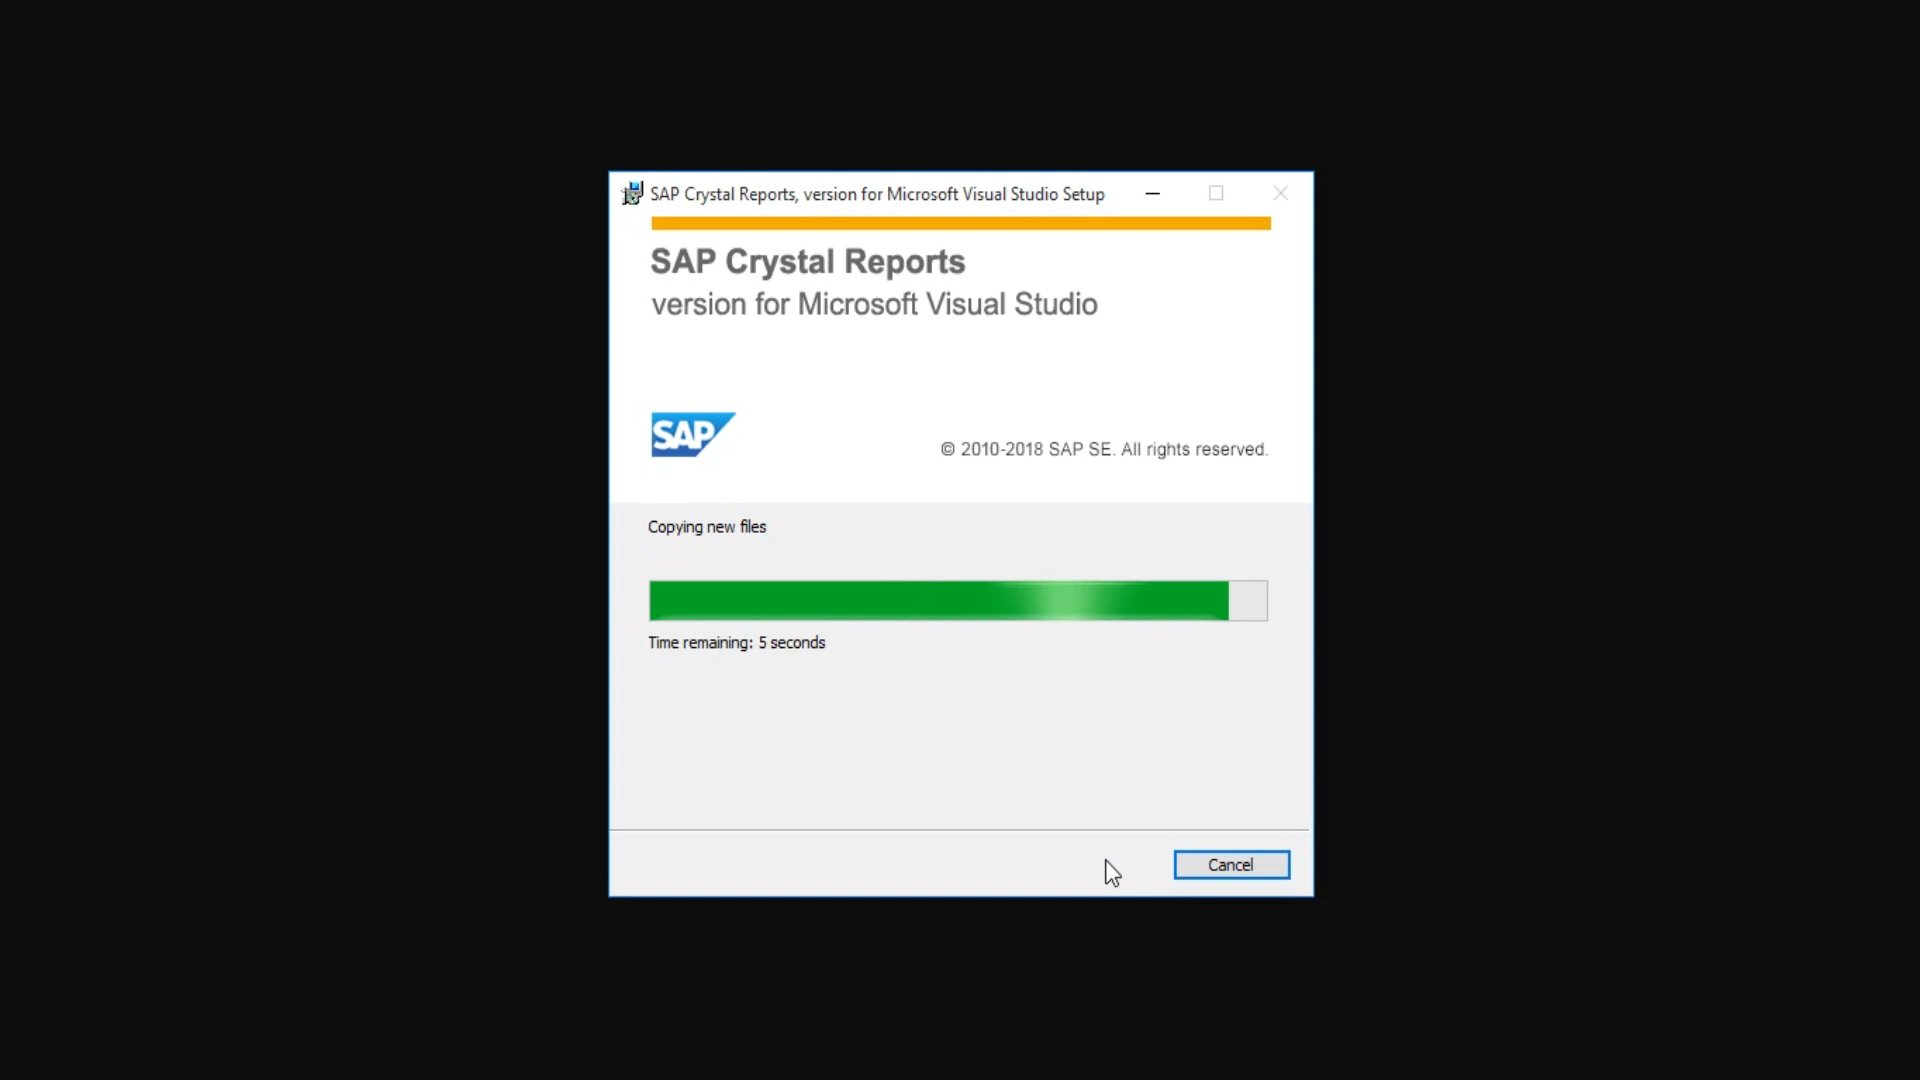 SAP Crystal Reports, version for Microsoft Visual Studio Setup
SAP Crystal Reports
version for Microsoft Visual Studio
SAP
© 2010-2018 SAP SE. All rights reserved.
Copying new files
Time remaining: 5 seconds
Cancel